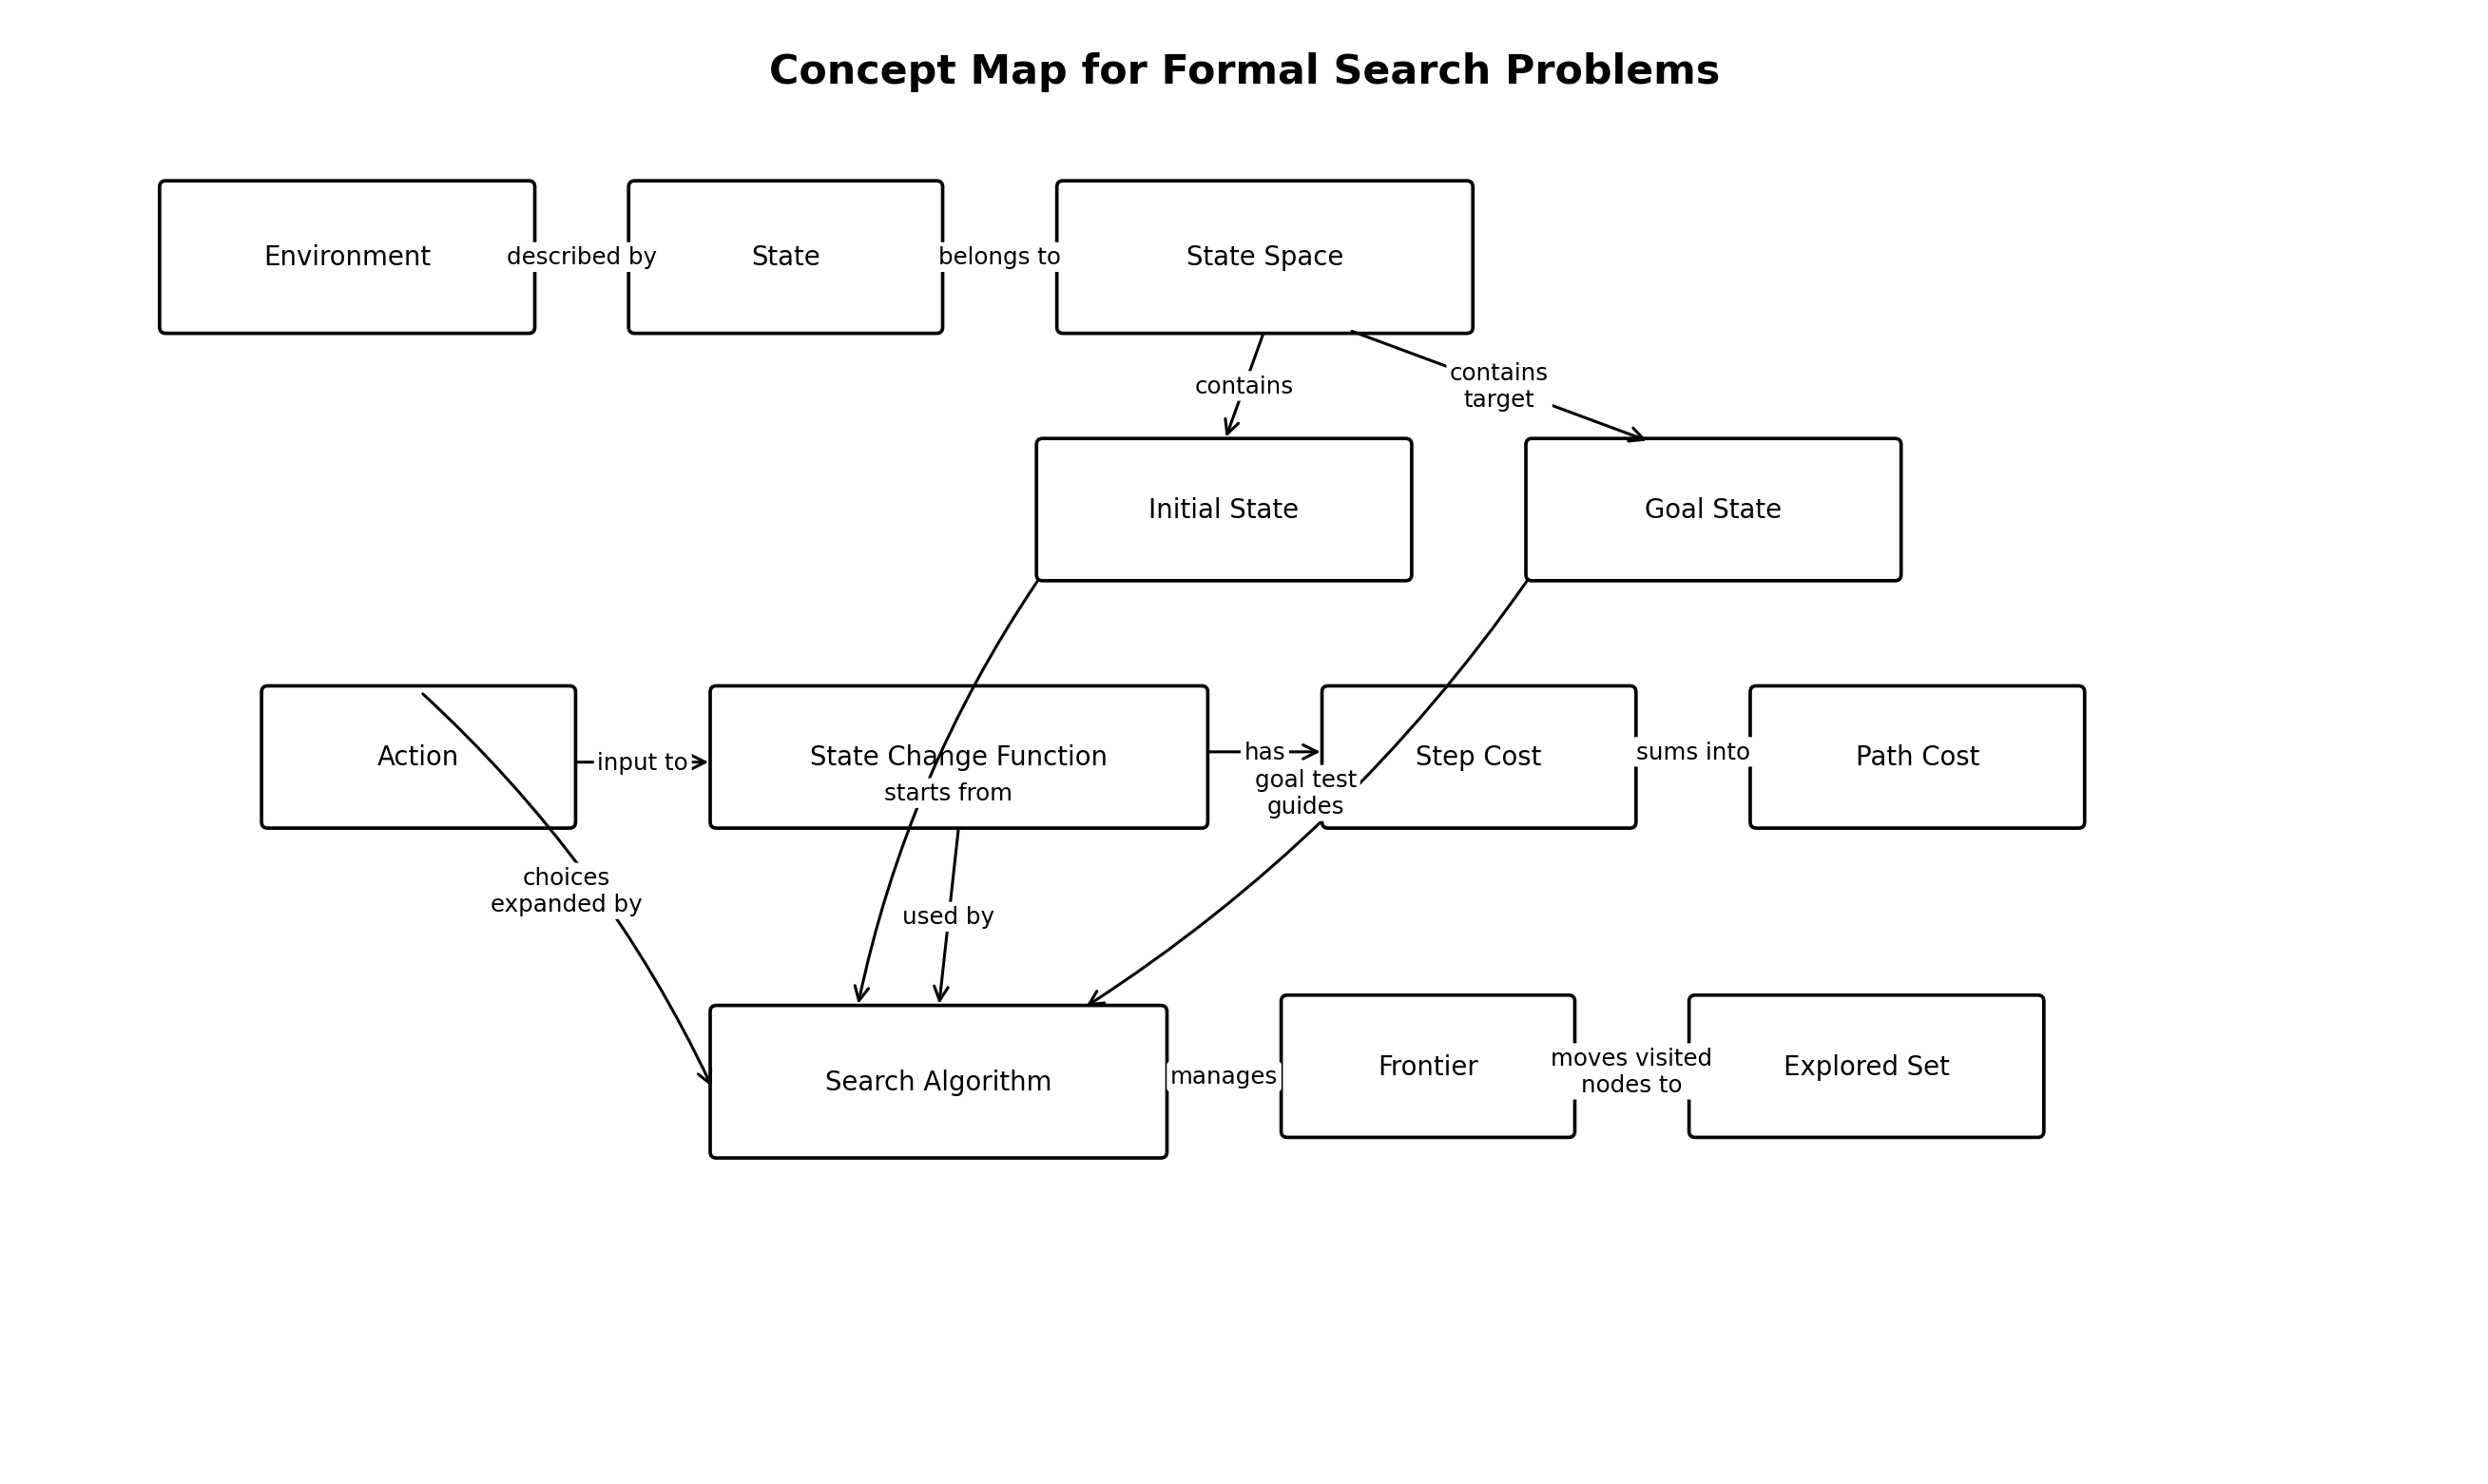 Concept Map for Formal Search Problems
Environment
described by
State
belongs to
State Space
contains
contains
target
Initial State
Goal State
Action
input to
State Change Function
starts from
has
goal test
guides
Step Cost
sums into
Path Cost
choices
expanded by
used by
Search Algorithm
manages
Frontier
moves visited
nodes to
Explored Set